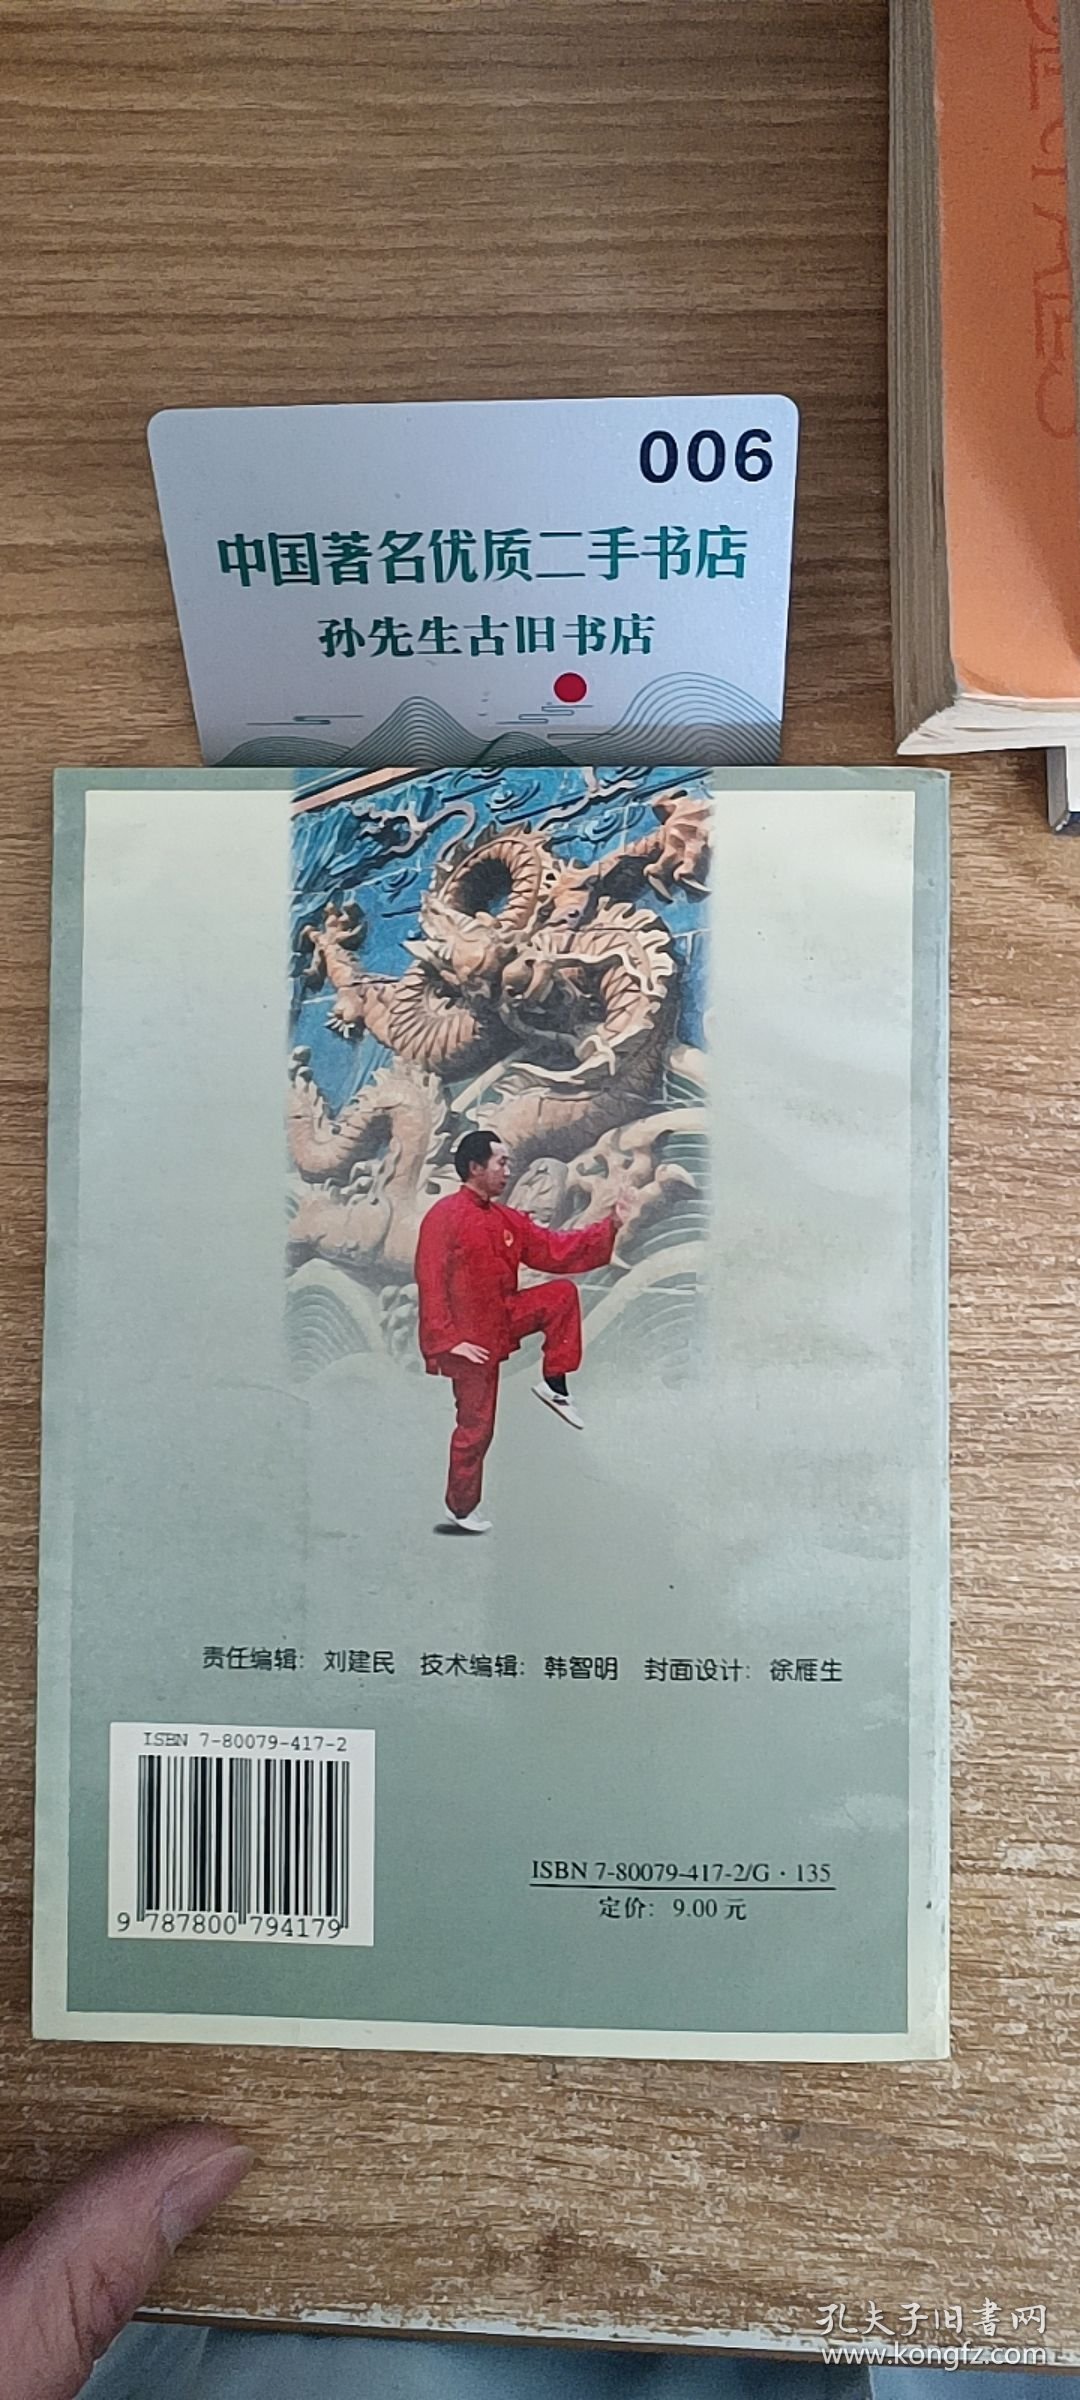 006
中国著名优质二手书店
孙先生古旧书店
责任编辑：刘建民 技术编辑：韩智明 封面设计：徐雁生
ISBN 7-80079-417-2
9 787800 794179
ISBN 7-80079-417-2/G·135
定价：9.00 元
孔夫子旧書网
www.kongfz.com